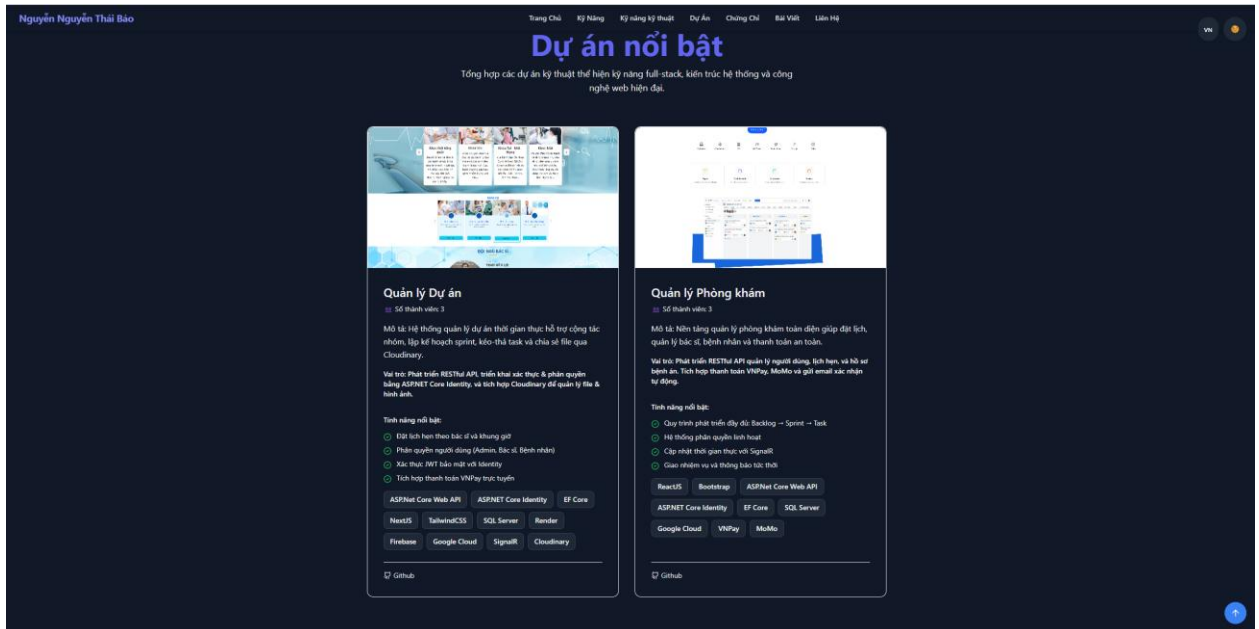 Nguyễn Nguyễn Thái Bảo
Trang Chủ Kỹ Năng Kỹ năng kỹ thuật Dự Án Chứng Chỉ Bài Viết Liên Hệ
VN
Dự án nổi bật
Tổng hợp các dự án kỹ thuật thể hiện kỹ năng full-stack, kiến trúc hệ thống và công
nghệ web hiện đại.
Quản lý Dự án
Số thành viên: 3
Mô tả: Hệ thống quản lý dự án thời gian thực hỗ trợ cộng tác
nhóm, lập kế hoạch sprint, kéo-thả task và chia sẻ file qua
Cloudinary.
Vai trò: Phát triển RESTful API, triển khai xác thực & phân quyền
bằng ASP.NET Core Identity, và tích hợp Cloudinary để quản lý file &
hình ảnh.
Tính năng nổi bật:
Đặt lịch hẹn theo bác sĩ và khung giờ
Phân quyền người dùng (Admin, Bác sĩ, Bệnh nhân)
Xác thực JWT bảo mật với Identity
Tích hợp thanh toán VNPay trực tuyến
ASP.Net Core Web API ASP.NET Core Identity EF Core
NextJS TailwindCSS SQL Server Render
Firebase Google Cloud SignalR Cloudinary
Github
Quản lý Phòng khám
Số thành viên: 3
Mô tả: Nền tảng quản lý phòng khám toàn diện giúp đặt lịch,
quản lý bác sĩ, bệnh nhân và thanh toán an toàn.
Vai trò: Phát triển RESTful API quản lý người dùng, lịch hẹn, và hồ sơ
bệnh án. Tích hợp thanh toán VNPay, MoMo và gửi email xác nhận
tự động.
Tính năng nổi bật:
Quy trình phát triển đầy đủ: Backlog → Sprint → Task
Hệ thống phân quyền linh hoạt
Cập nhật thời gian thực với SignalR
Giao nhiệm vụ và thông báo tức thời
ReactJS Bootstrap ASP.Net Core Web API
ASP.NET Core Identity EF Core SQL Server
Google Cloud VNPay MoMo
Github